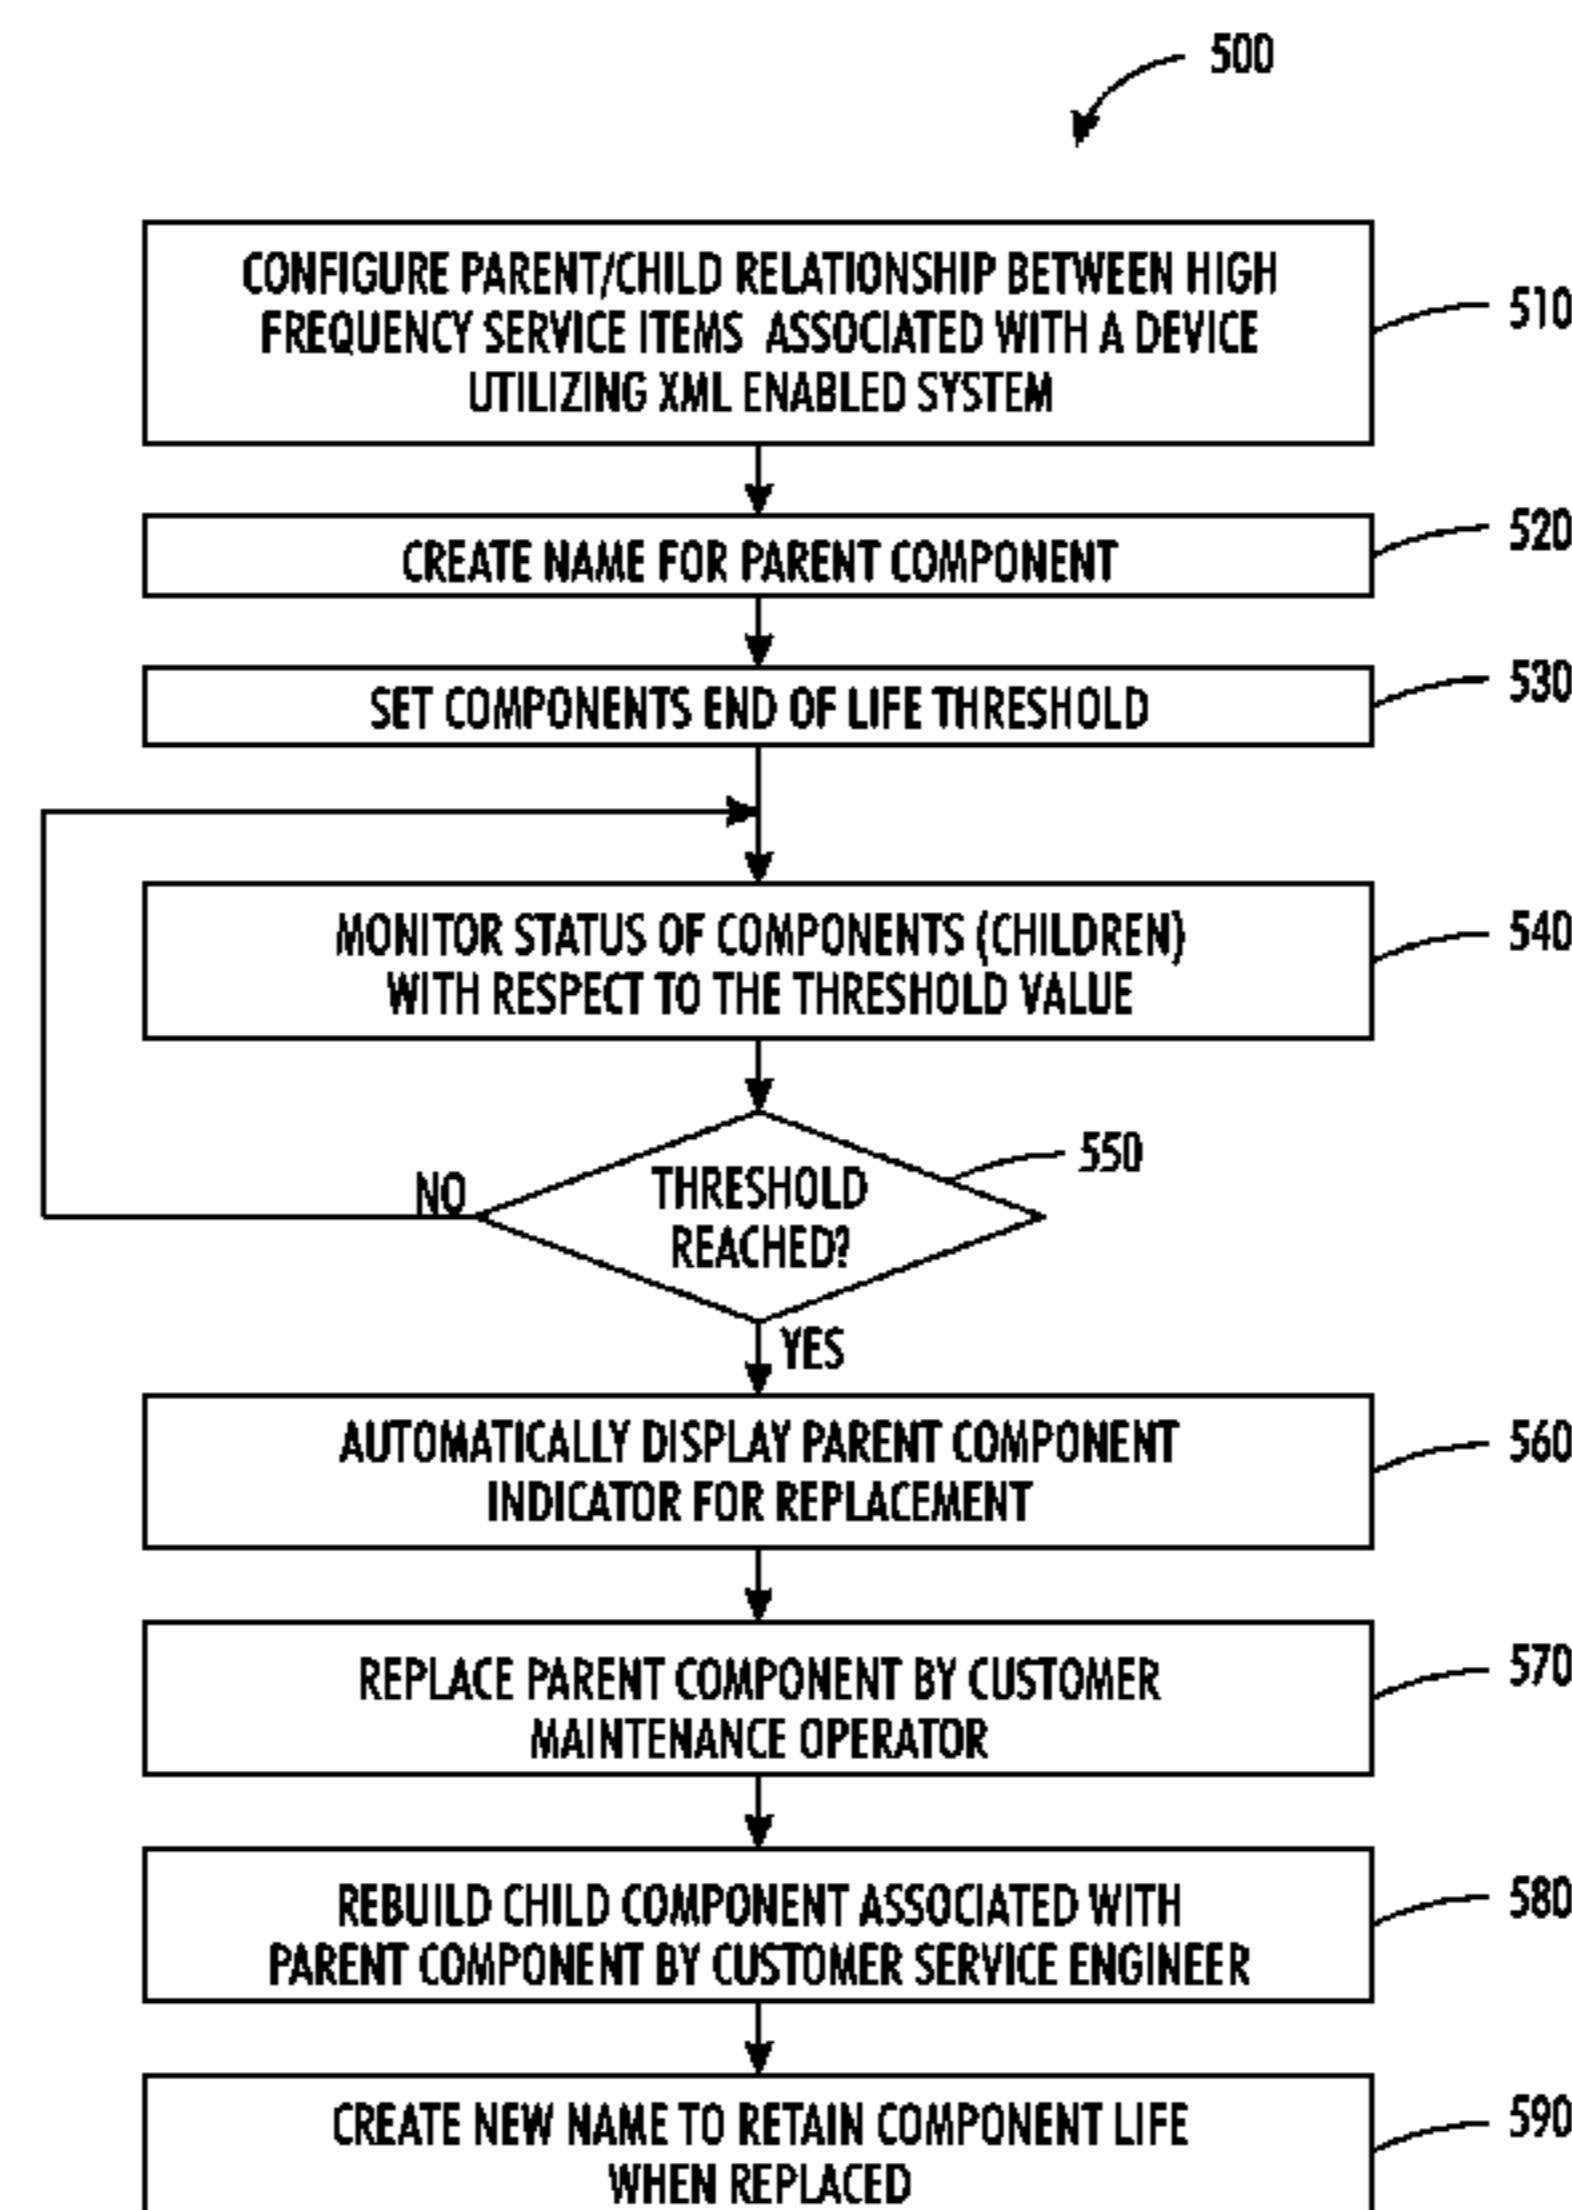 500
CONFIGURE PARENT/CHILD RELATIONSHIP BETWEEN HIGH
FREQUENCY SERVICE ITEMS ASSOCIATED WITH A DEVICE
UTILIZING XML ENABLED SYSTEM
510
CREATE NAME FOR PARENT COMPONENT
520
SET COMPONENTS END OF LIFE THRESHOLD
530
MONITOR STATUS OF COMPONENTS (CHILDREN)
WITH RESPECT TO THE THRESHOLD VALUE
540
THRESHOLD
REACHED?
550
NO
YES
AUTOMATICALLY DISPLAY PARENT COMPONENT
INDICATOR FOR REPLACEMENT
560
REPLACE PARENT COMPONENT BY CUSTOMER
MAINTENANCE OPERATOR
570
REBUILD CHILD COMPONENT ASSOCIATED WITH
PARENT COMPONENT BY CUSTOMER SERVICE ENGINEER
580
CREATE NEW NAME TO RETAIN COMPONENT LIFE
WHEN REPLACED
590